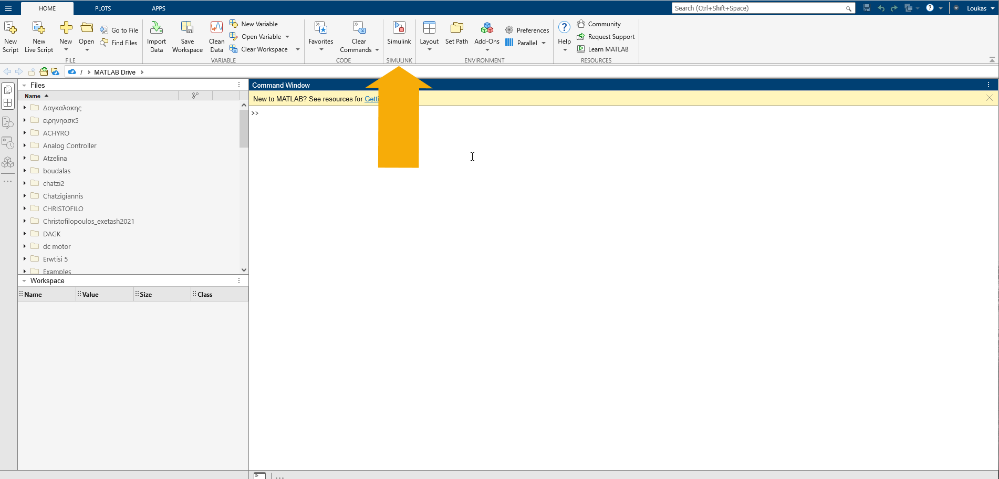 HOME PLOTS APPS Search (Ctrl+Shift+Space) Loukas
New Script
New Live Script
New
Open
Go to File
Find Files
FILE
Import Data
Save Workspace
Clean Data
New Variable
Open Variable
Clear Workspace
VARIABLE
Favorites
Clear Commands
CODE
Simulink
SIMULINK
Layout
Set Path
Add-Ons
Preferences
Parallel
ENVIRONMENT
Help
Community
Request Support
Learn MATLAB
RESOURCES
/ MATLAB Drive
Files
Name
Δαγκαλακης
ειρηνηασκ5
ACHYRO
Analog Controller
Atzelina
boudalas
chatzi2
Chatzigiannis
CHRISTOFILO
Christofilopoulos_exetash2021
DAGK
dc motor
Erwtisi 5
Examples
Workspace
Name Value Size Class
Command Window
New to MATLAB? See resources for
>>